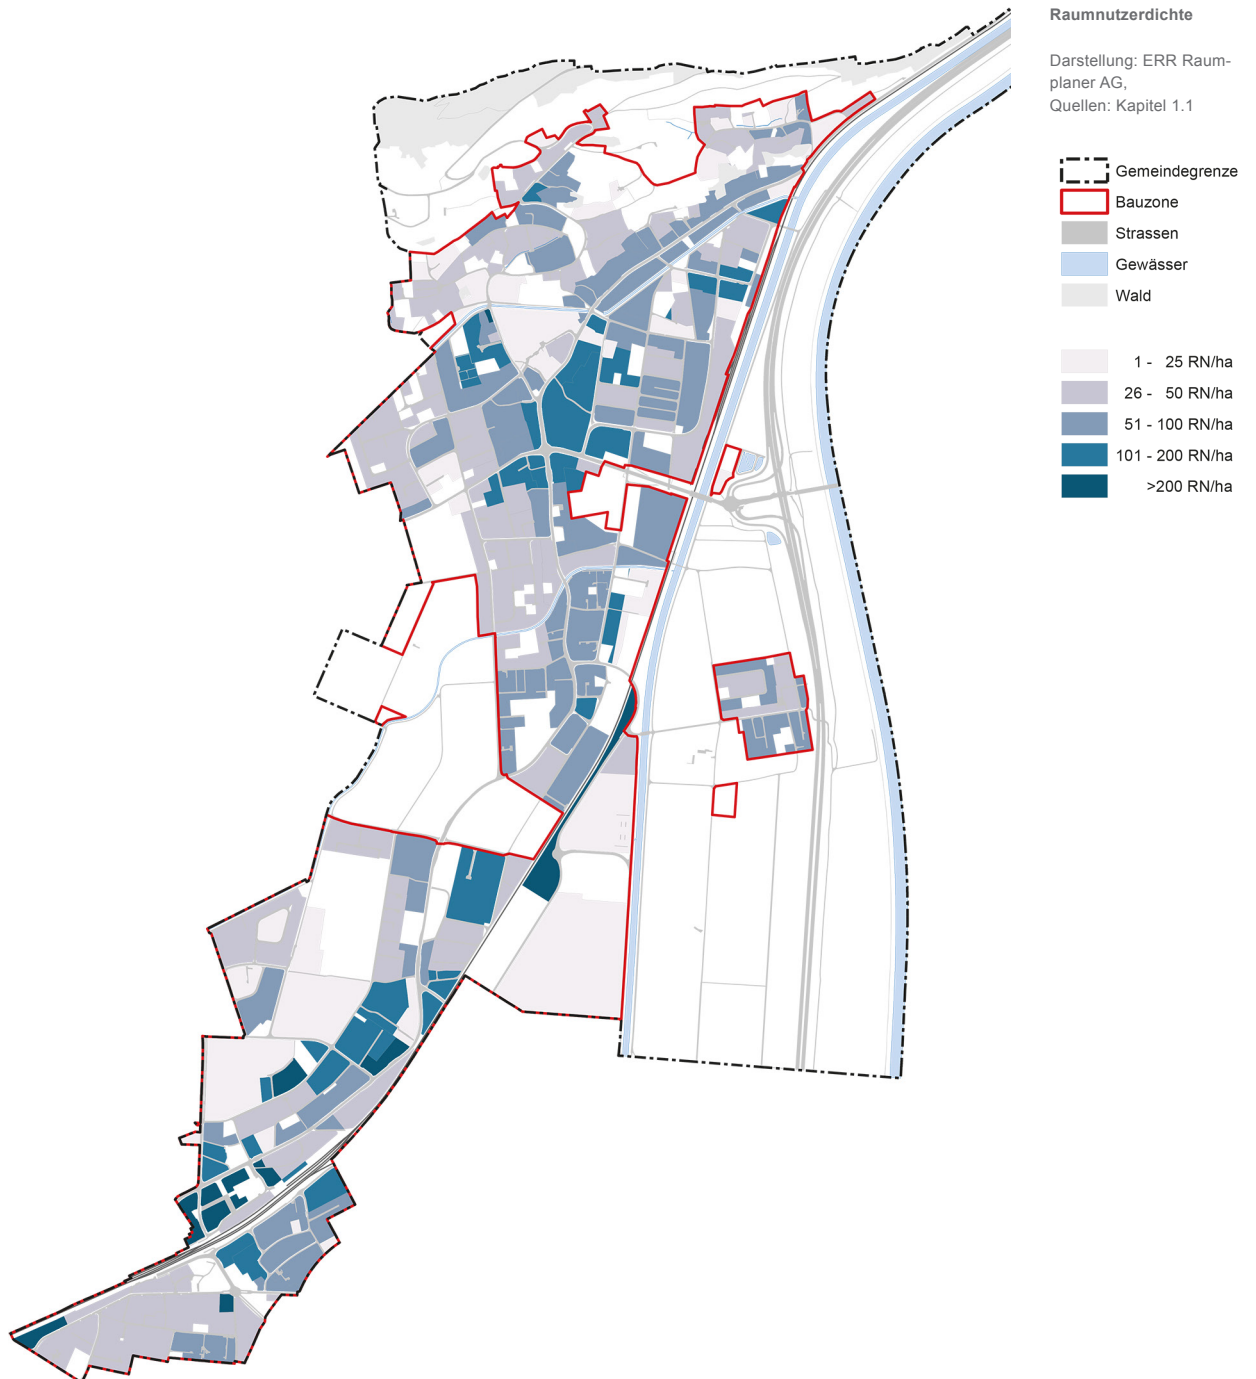 Raumnutzerdichte
Darstellung: ERR Raum-
planer AG,
Quellen: Kapitel 1.1
Gemeindegrenze
Bauzone
Strassen
Gewässer
Wald
1 - 25 RN/ha
26 - 50 RN/ha
51 - 100 RN/ha
101 - 200 RN/ha
>200 RN/ha